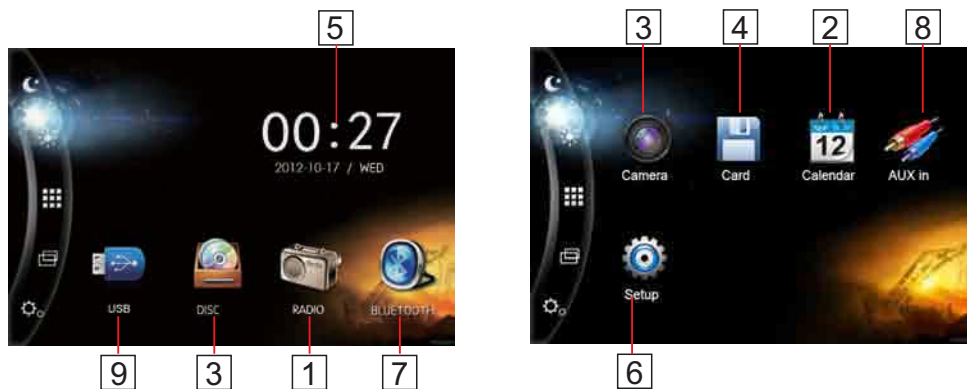 5
00:27
2012-10-17 / WED
USB
DISC
RADIO
BLUETOOTH
9
3
1
7
3
4
2
8
12
Camera
Card
Calendar
AUX in
Setup
6